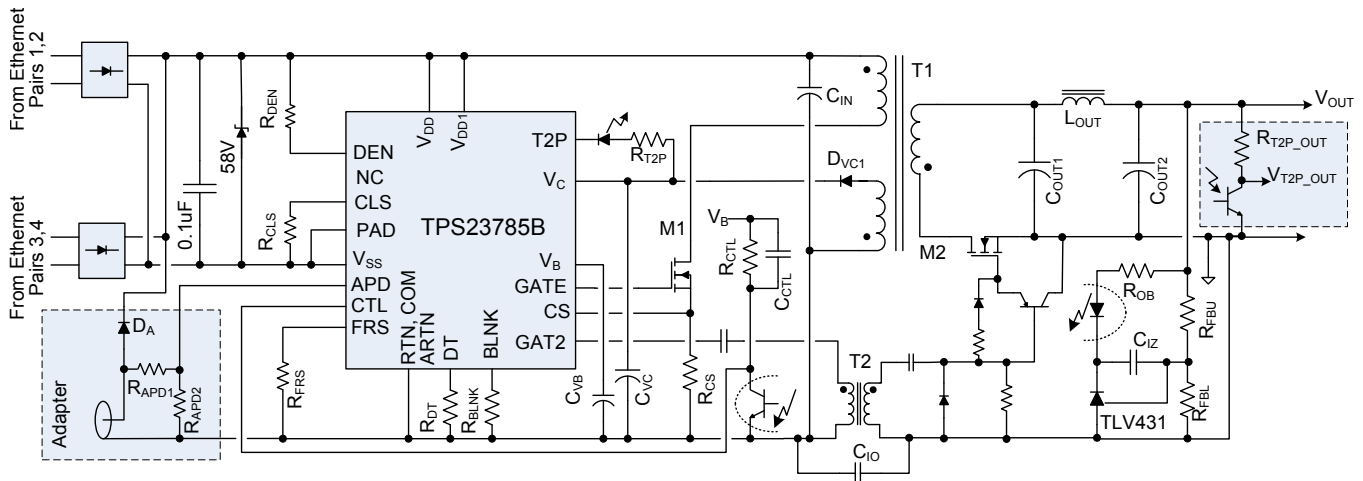 From Ethernet
Pairs 1,2
From Ethernet
Pairs 3,4
0.1uF
58V
RDEN
RCLS
DEN
NC
CLS
PAD
VSS
APD
CTL
FRS
VDD
VDD1
TPS23785B
T2P
VC
VB
GATE
CS
GAT2
RTN, COM
ARTN
DT
BLNK
Adapter
DA
RAPD1
RAPD2
RFRS
RDT
RBLNK
CVB
CVC
RCS
RT2P
M1
VB
RCTL
CCTL
DVC1
CIN
T1
T2
CIO
M2
COUT1
LOUT
COUT2
VOUT
RT2P_OUT
VT2P_OUT
ROB
RFBU
CIZ
RFBL
TLV431